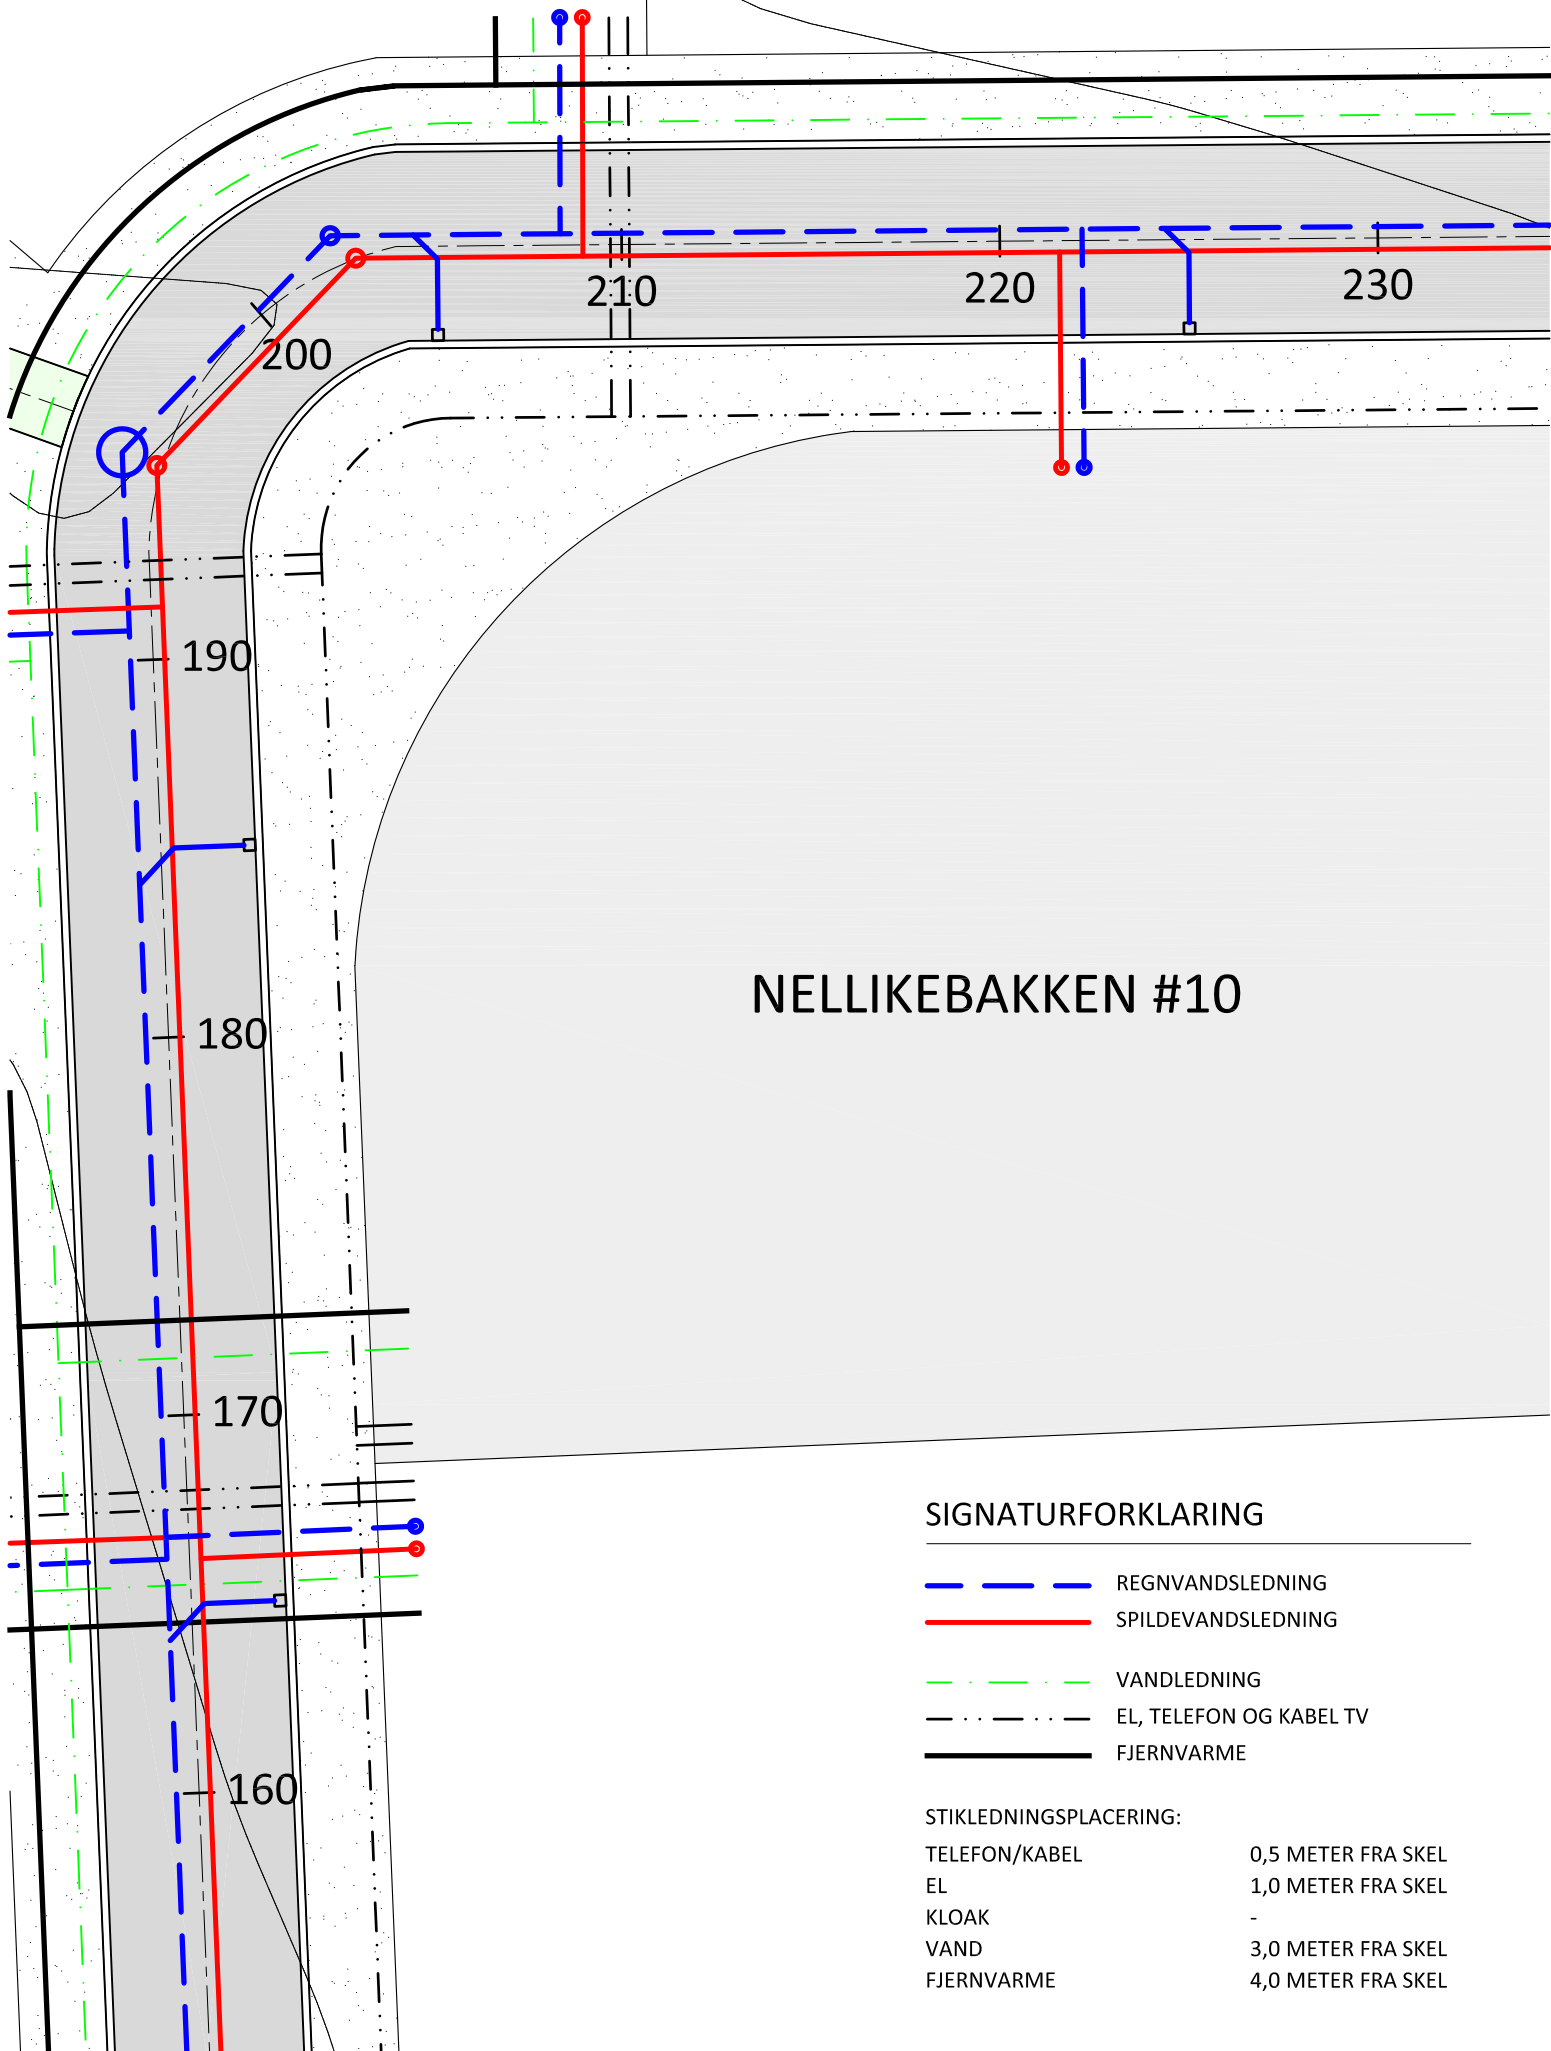 210
220
230
200
190
180
NELLIKEBAKKEN #10
170
160
SIGNATURFORKLARING
REGNVANDSLEDNING
SPILDEVANDSLEDNING
VANDLEDNING
EL, TELEFON OG KABEL TV
FJERNVARME
STIKLEDNINGSPLACERING:
TELEFON/KABEL 0,5 METER FRA SKEL
EL 1,0 METER FRA SKEL
KLOAK -
VAND 3,0 METER FRA SKEL
FJERNVARME 4,0 METER FRA SKEL